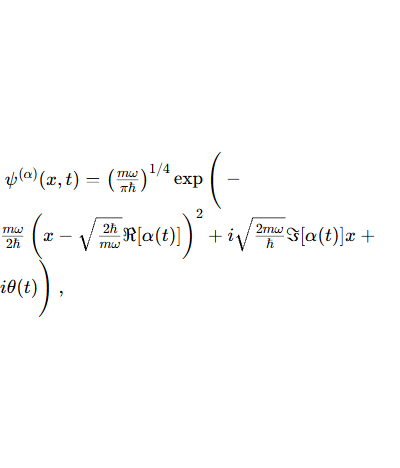 ψ^{(α)}(x, t) = (mω/πħ)^{1/4} exp ( −
mω/2ħ (x − √(2ħ/mω) ℜ[α(t)])^2 + i√(2mω/ħ) ℑ[α(t)]x +
iθ(t)) ,